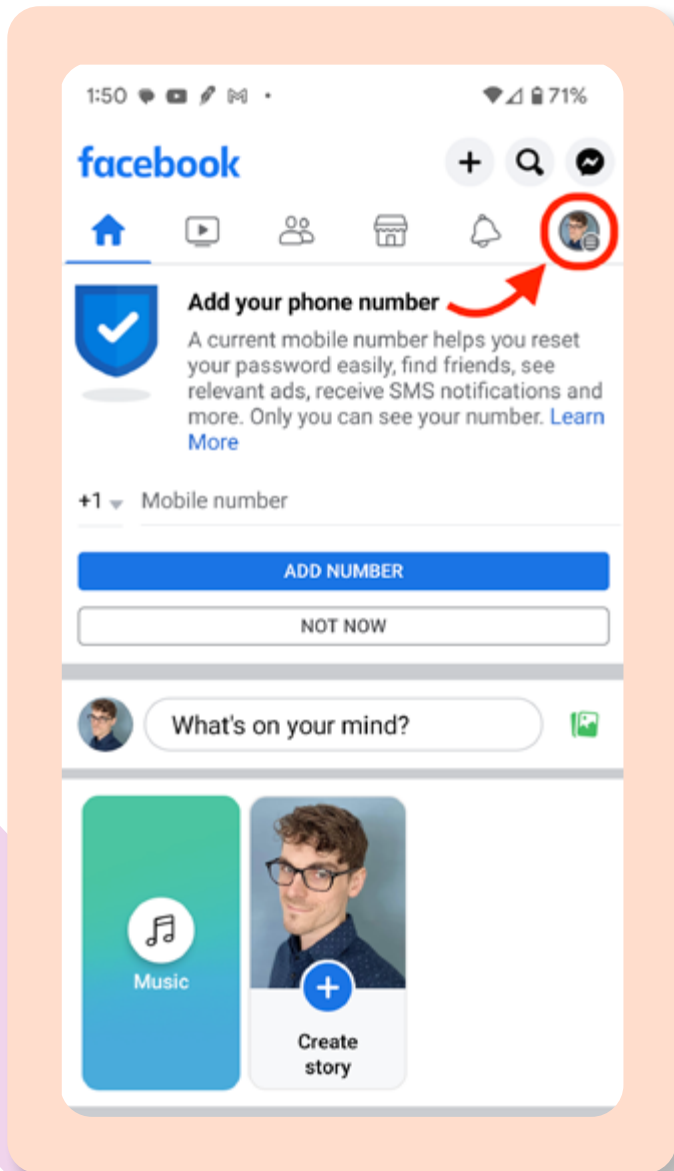 1:50
71%
facebook
Add your phone number
A current mobile number helps you reset
your password easily, find friends, see
relevant ads, receive SMS notifications and
more. Only you can see your number. Learn
More
+1 Mobile number
ADD NUMBER
NOT NOW
What's on your mind?
Music
Create
story